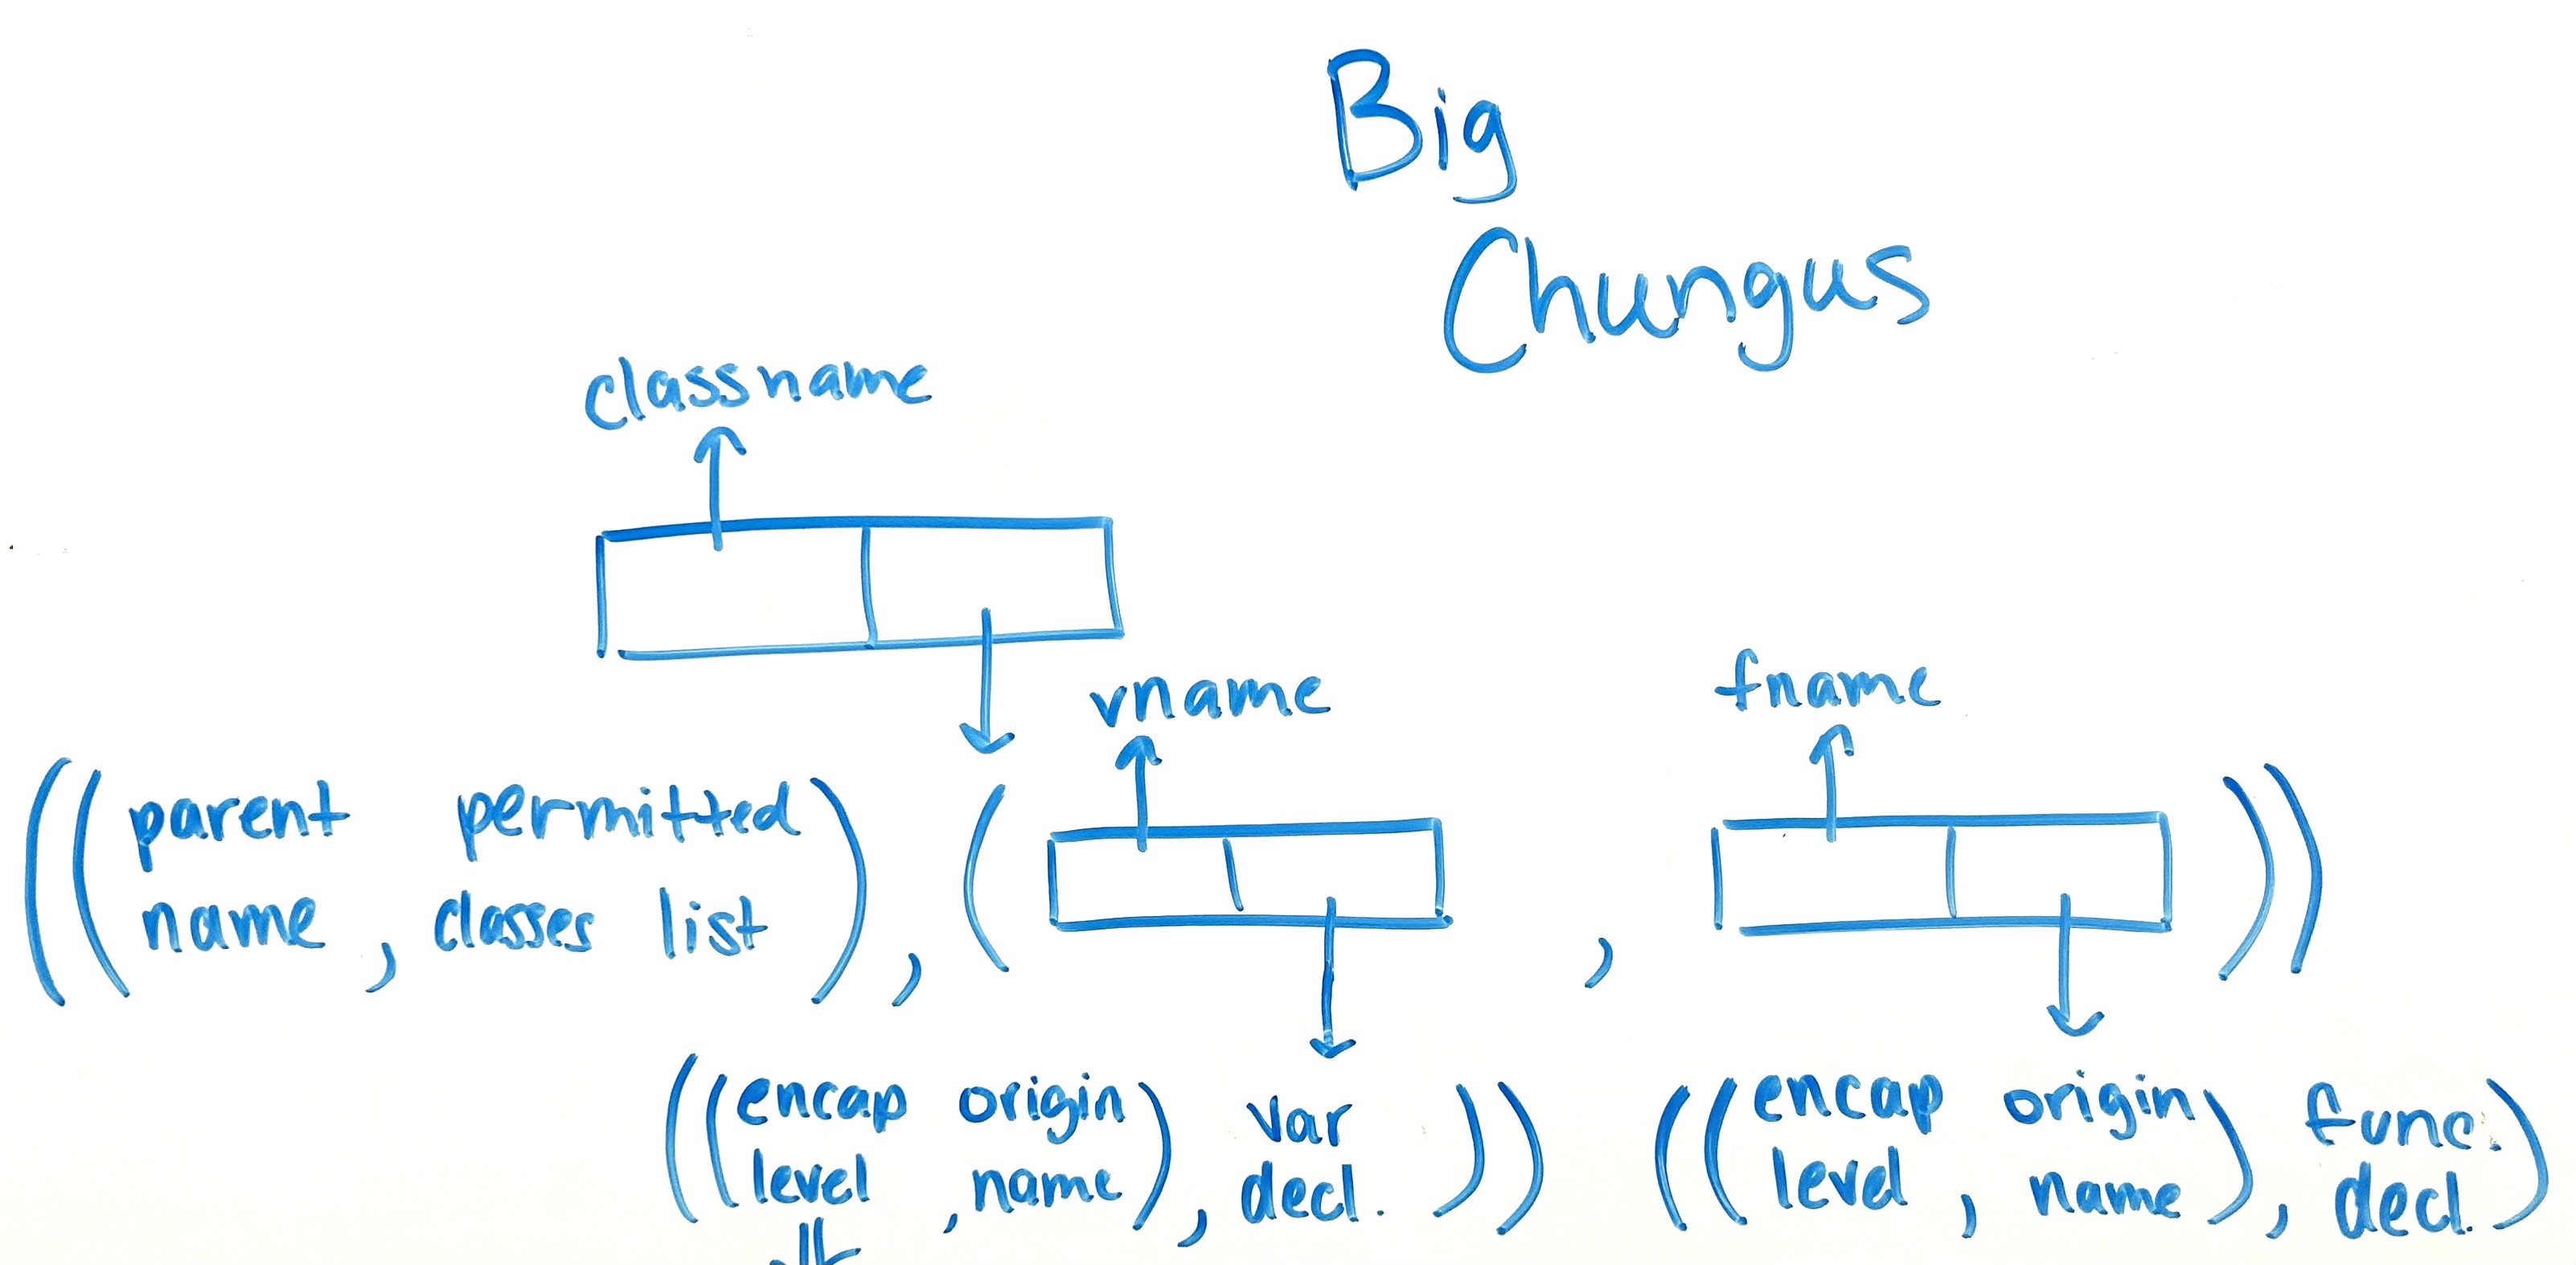 Big
Chungus
classname
vname
fname
((parent permitted
name, classes list), ( , ))
((encap origin var
level, name), decl.))
((encap origin func.
level, name), decl.)